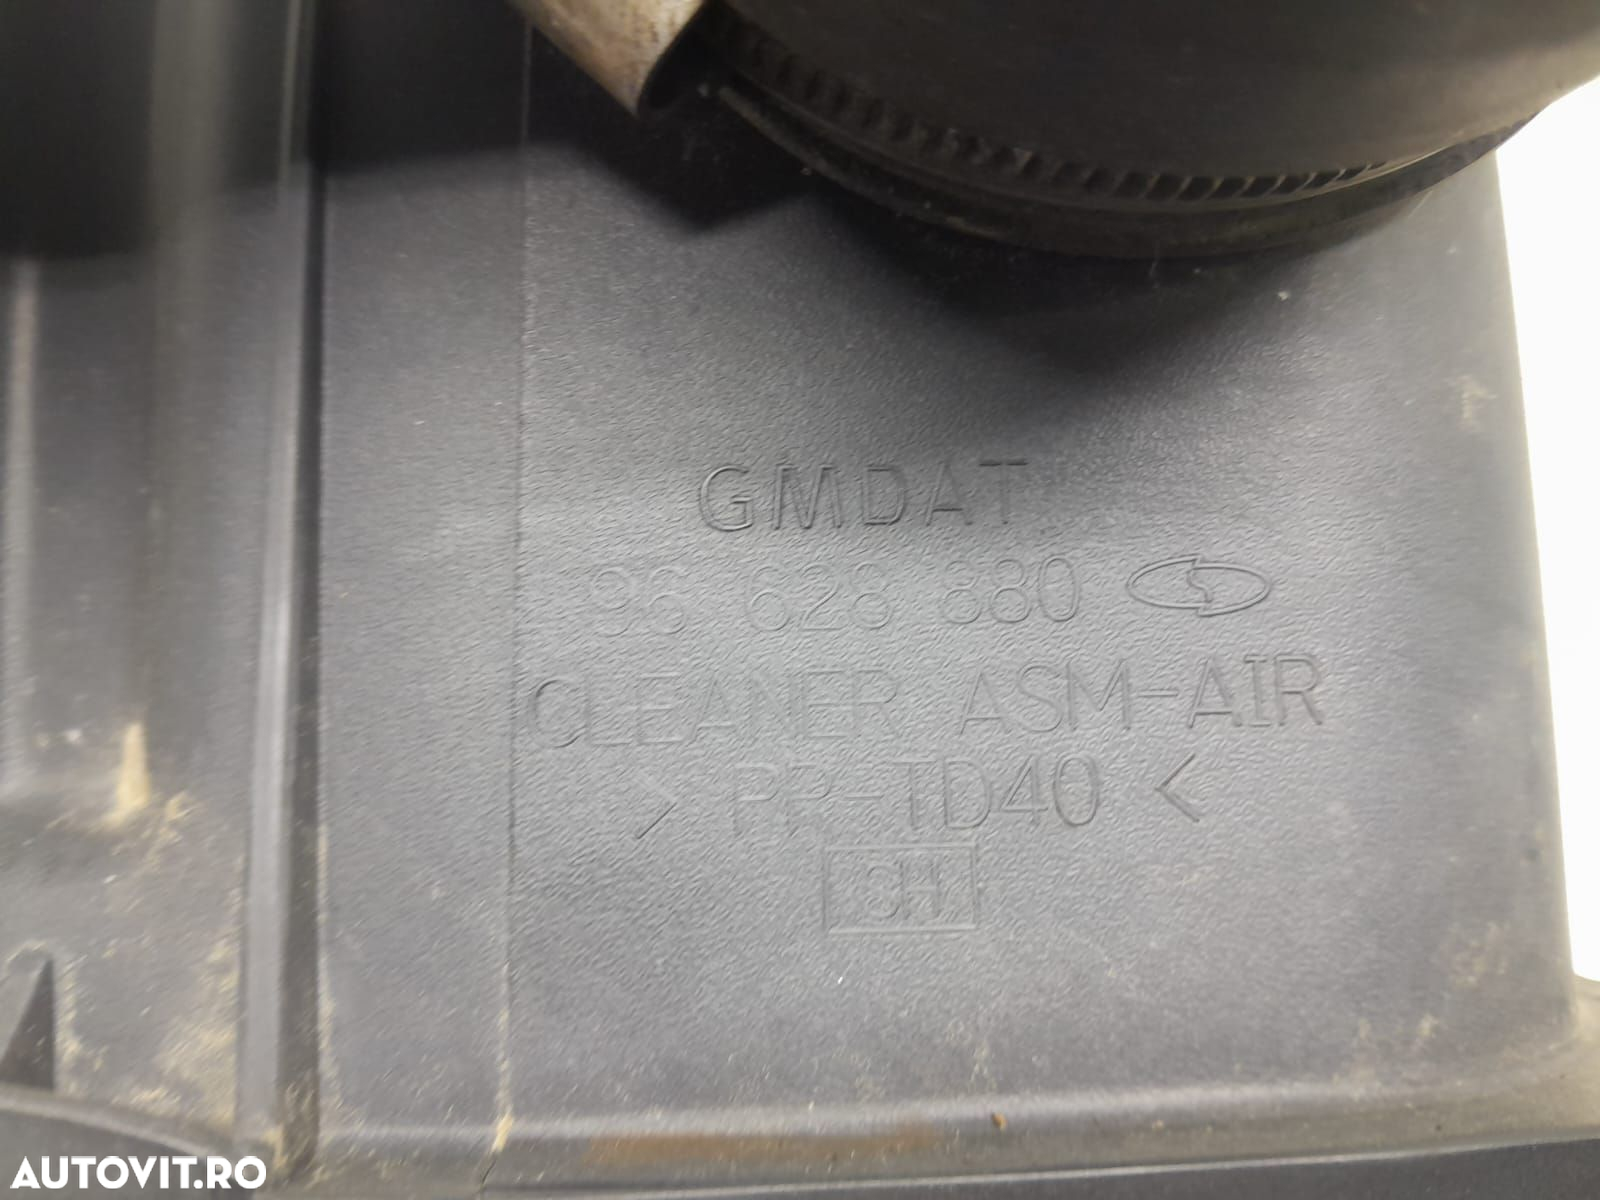 GMDAT
96 628 880
CLEANER ASM-AIR
> PP-TD40 <
AUTOVIT.RO